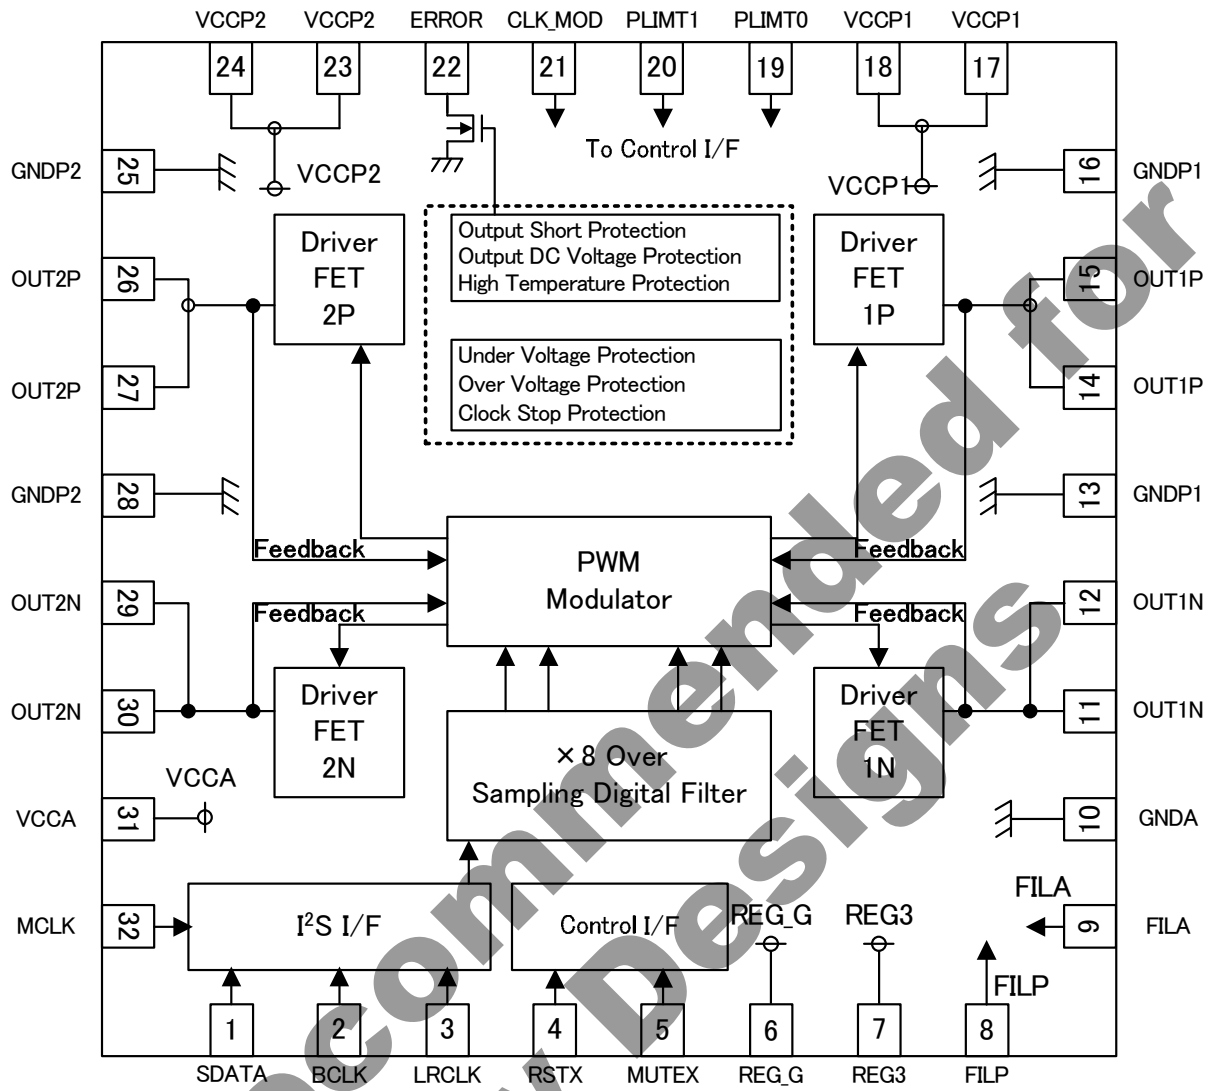 VCCP2 VCCP2 ERROR CLK_MOD PLIMT1 PLIMT0 VCCP1 VCCP1
24 23 22 21 20 19 18 17
To Control I/F
GNDP2 25 VCCP2 VCCP1 16 GNDP1
Driver
FET
2P
Output Short Protection
Output DC Voltage Protection
High Temperature Protection
Driver
FET
1P
OUT2P 26 15 OUT1P
Under Voltage Protection
Over Voltage Protection
Clock Stop Protection
OUT2P 27 14 OUT1P
GNDP2 28 13 GNDP1
Feedback Feedback
PWM
Modulator
OUT2N 29 12 OUT1N
Feedback Feedback
Driver
FET
2N
Driver
FET
1N
OUT2N 30 11 OUT1N
×8 Over
Sampling Digital Filter
VCCA
VCCA 31 10 GNDA
MCLK 32 I²S I/F Control I/F REG_G REG3 FILA 9 FILA
FILP
1 2 3 4 5 6 7 8
SDATA BCLK LRCLK RSTX MUTEX REG_G REG3 FILP
commended for
Designs